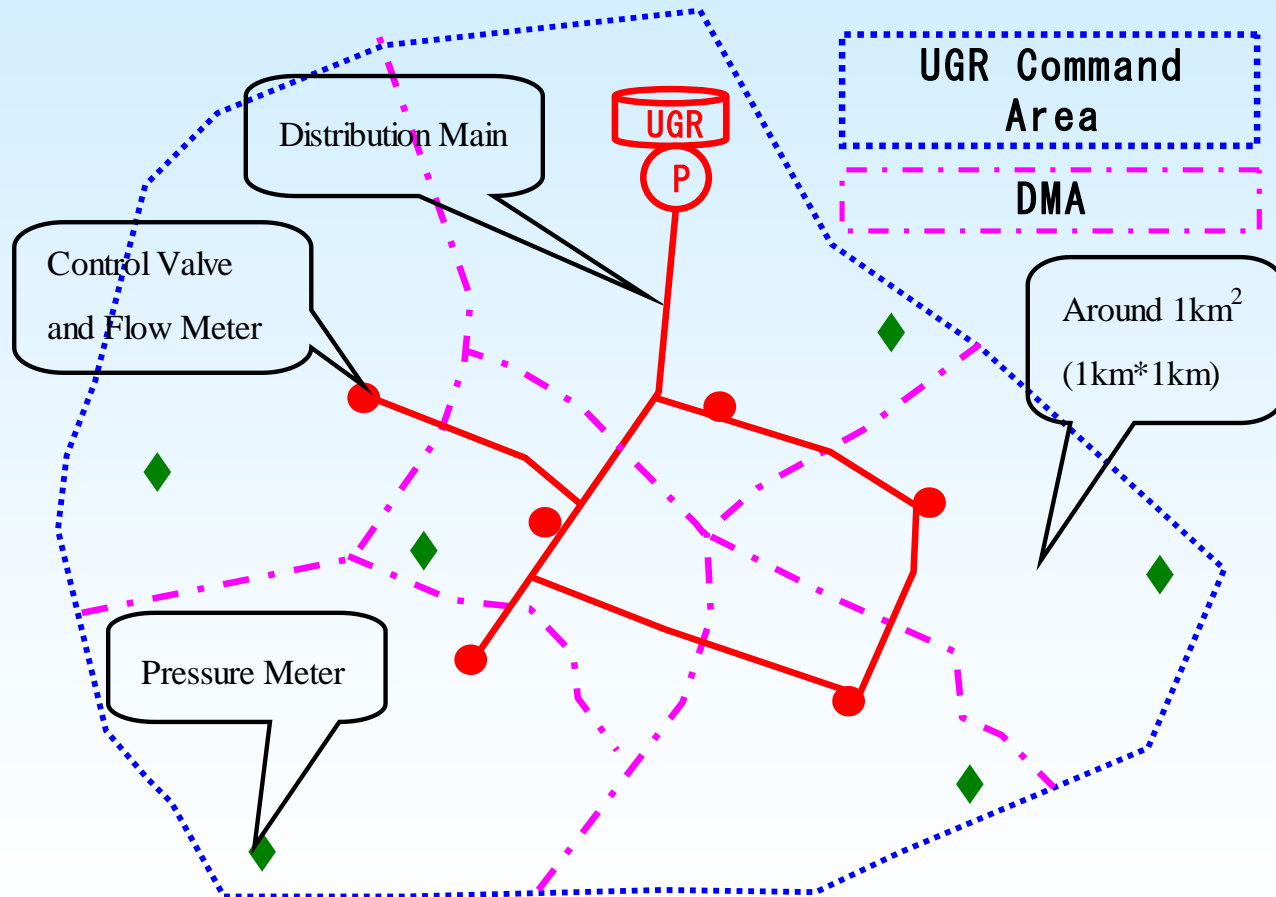 UGR Command
Area
DMA
Distribution Main
UGR
P
Control Valve
and Flow Meter
Around 1km²
(1km*1km)
Pressure Meter